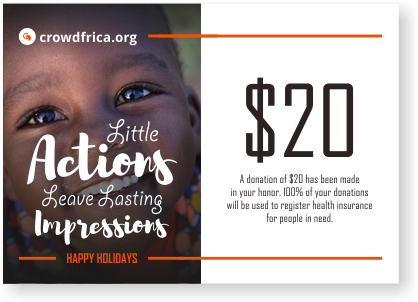 crowdfrica.org
Little
Actions
Leave Lasting
Impressions
HAPPY HOLIDAYS
$20
A donation of $20 has been made
in your honor. 100% of your donations
will be used to register health insurance
for people in need.